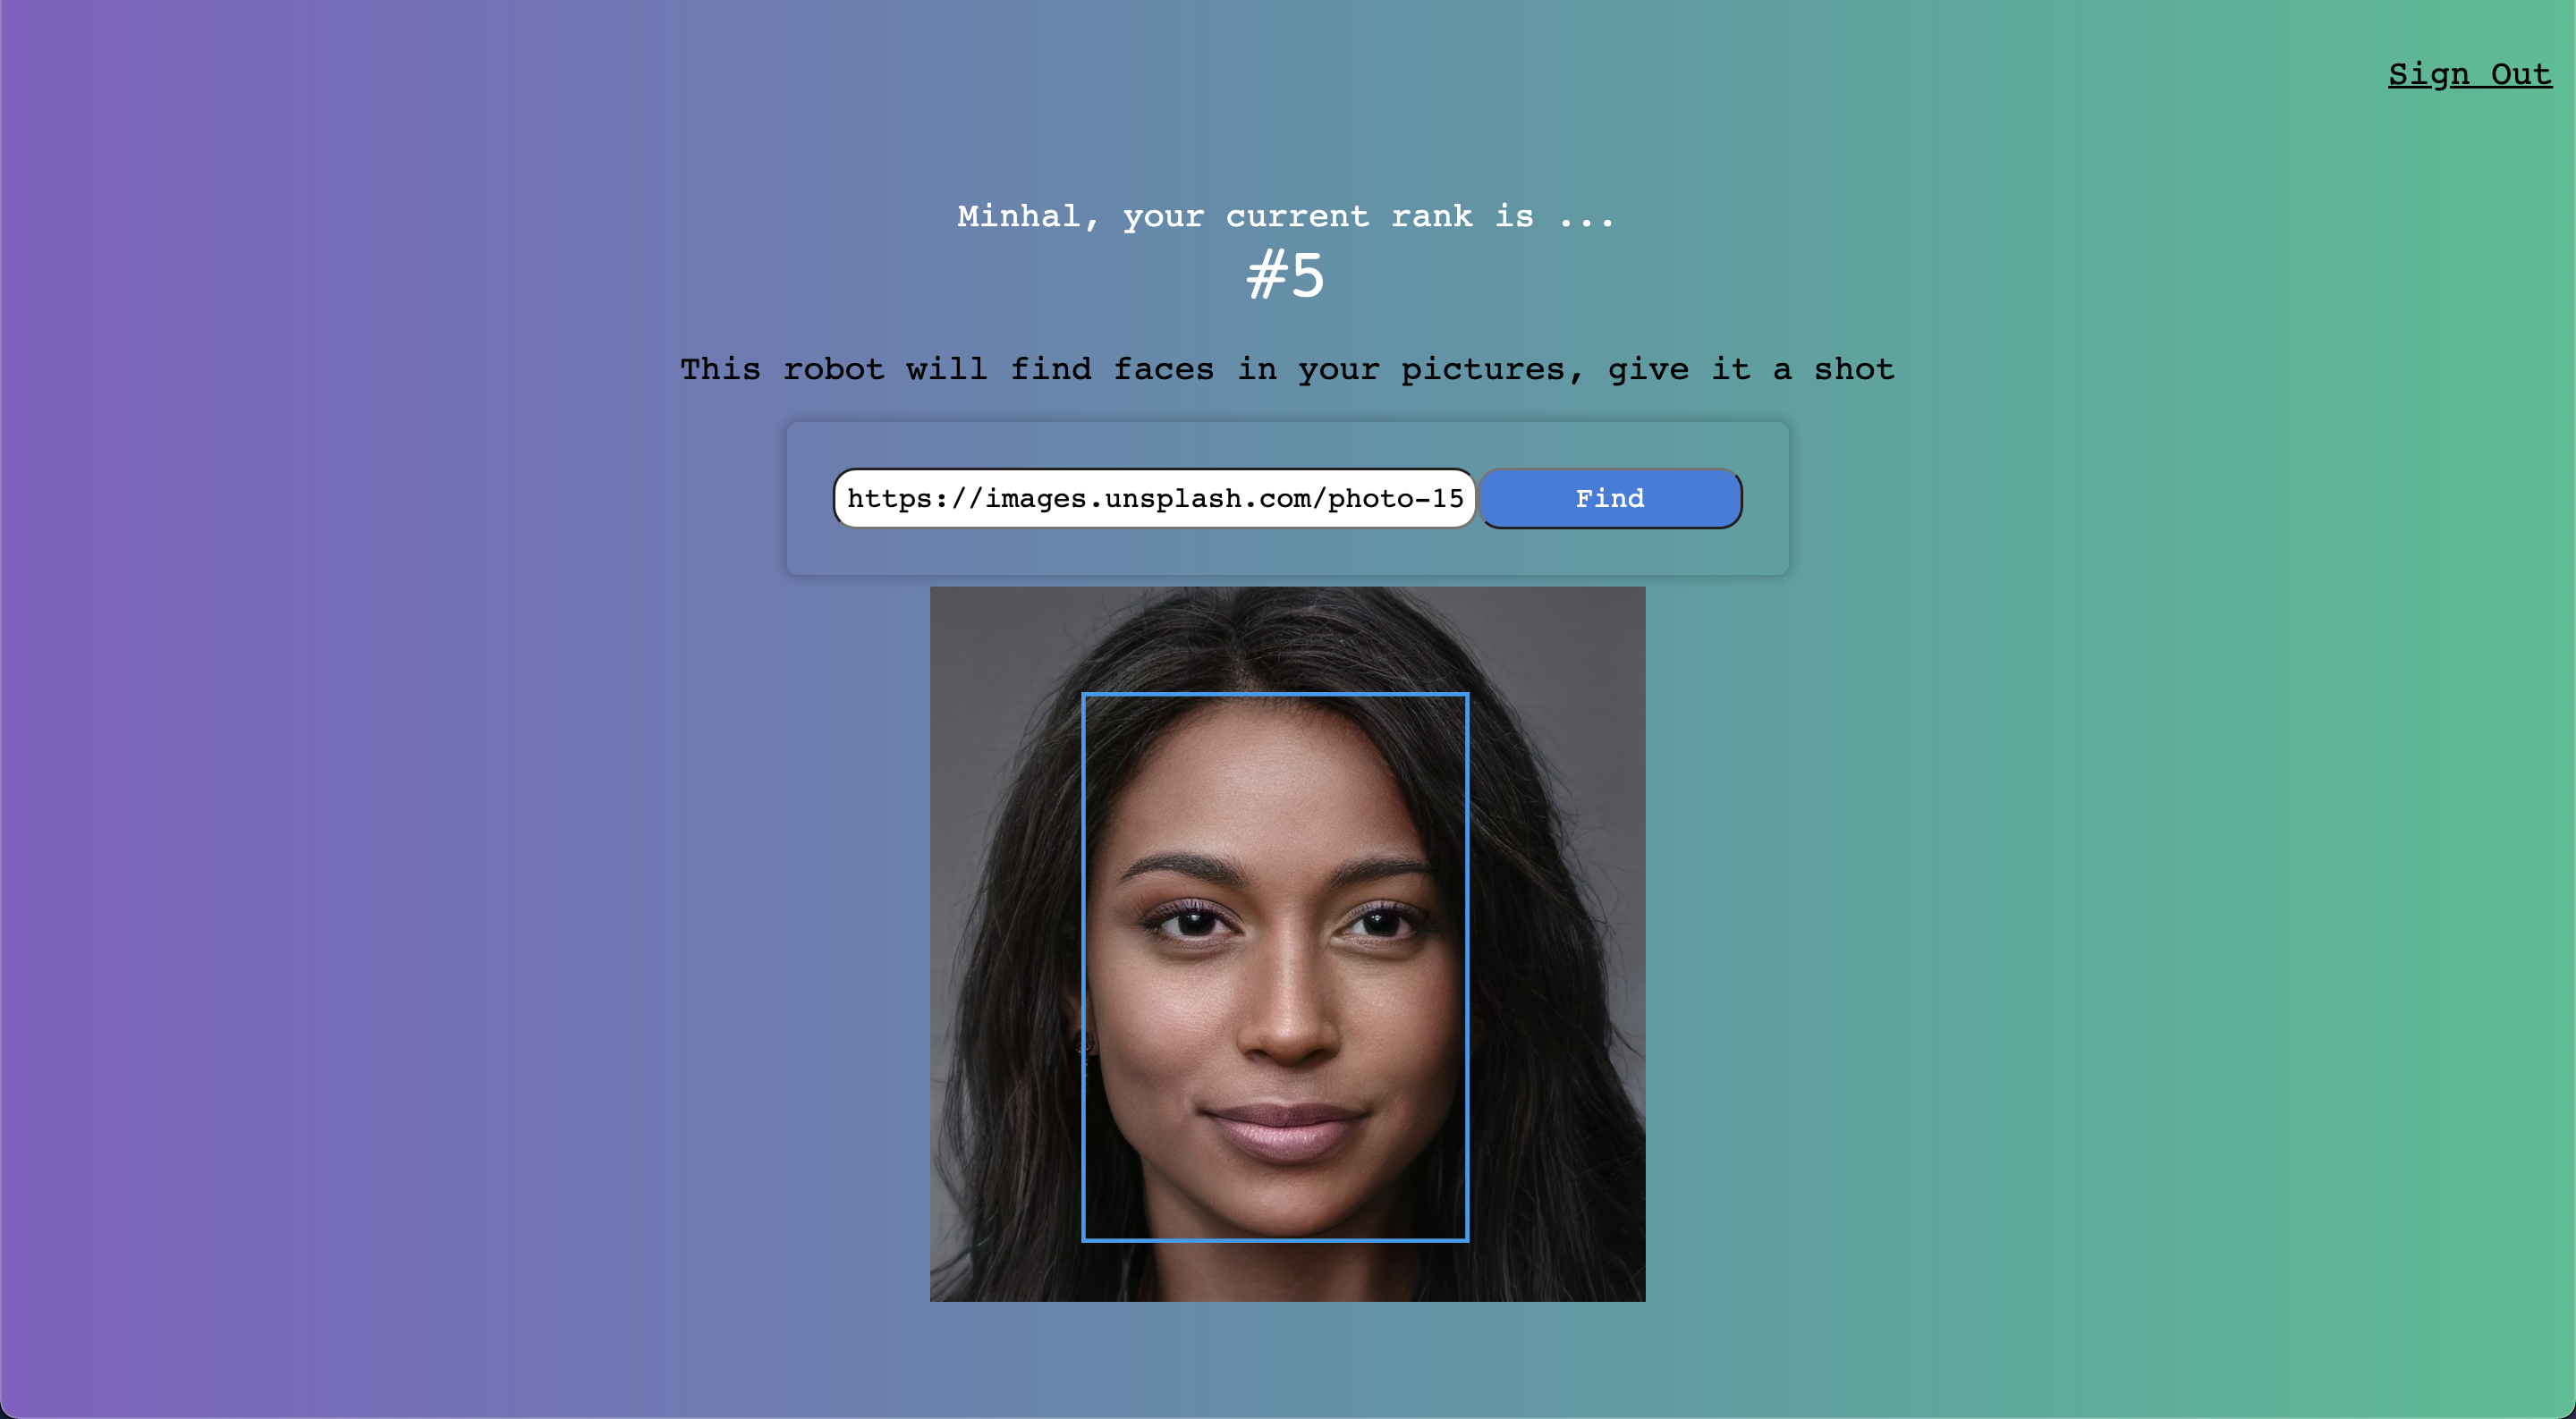 Sign Out
Minhal, your current rank is ...
#5
This robot will find faces in your pictures, give it a shot
https://images.unsplash.com/photo-15
Find